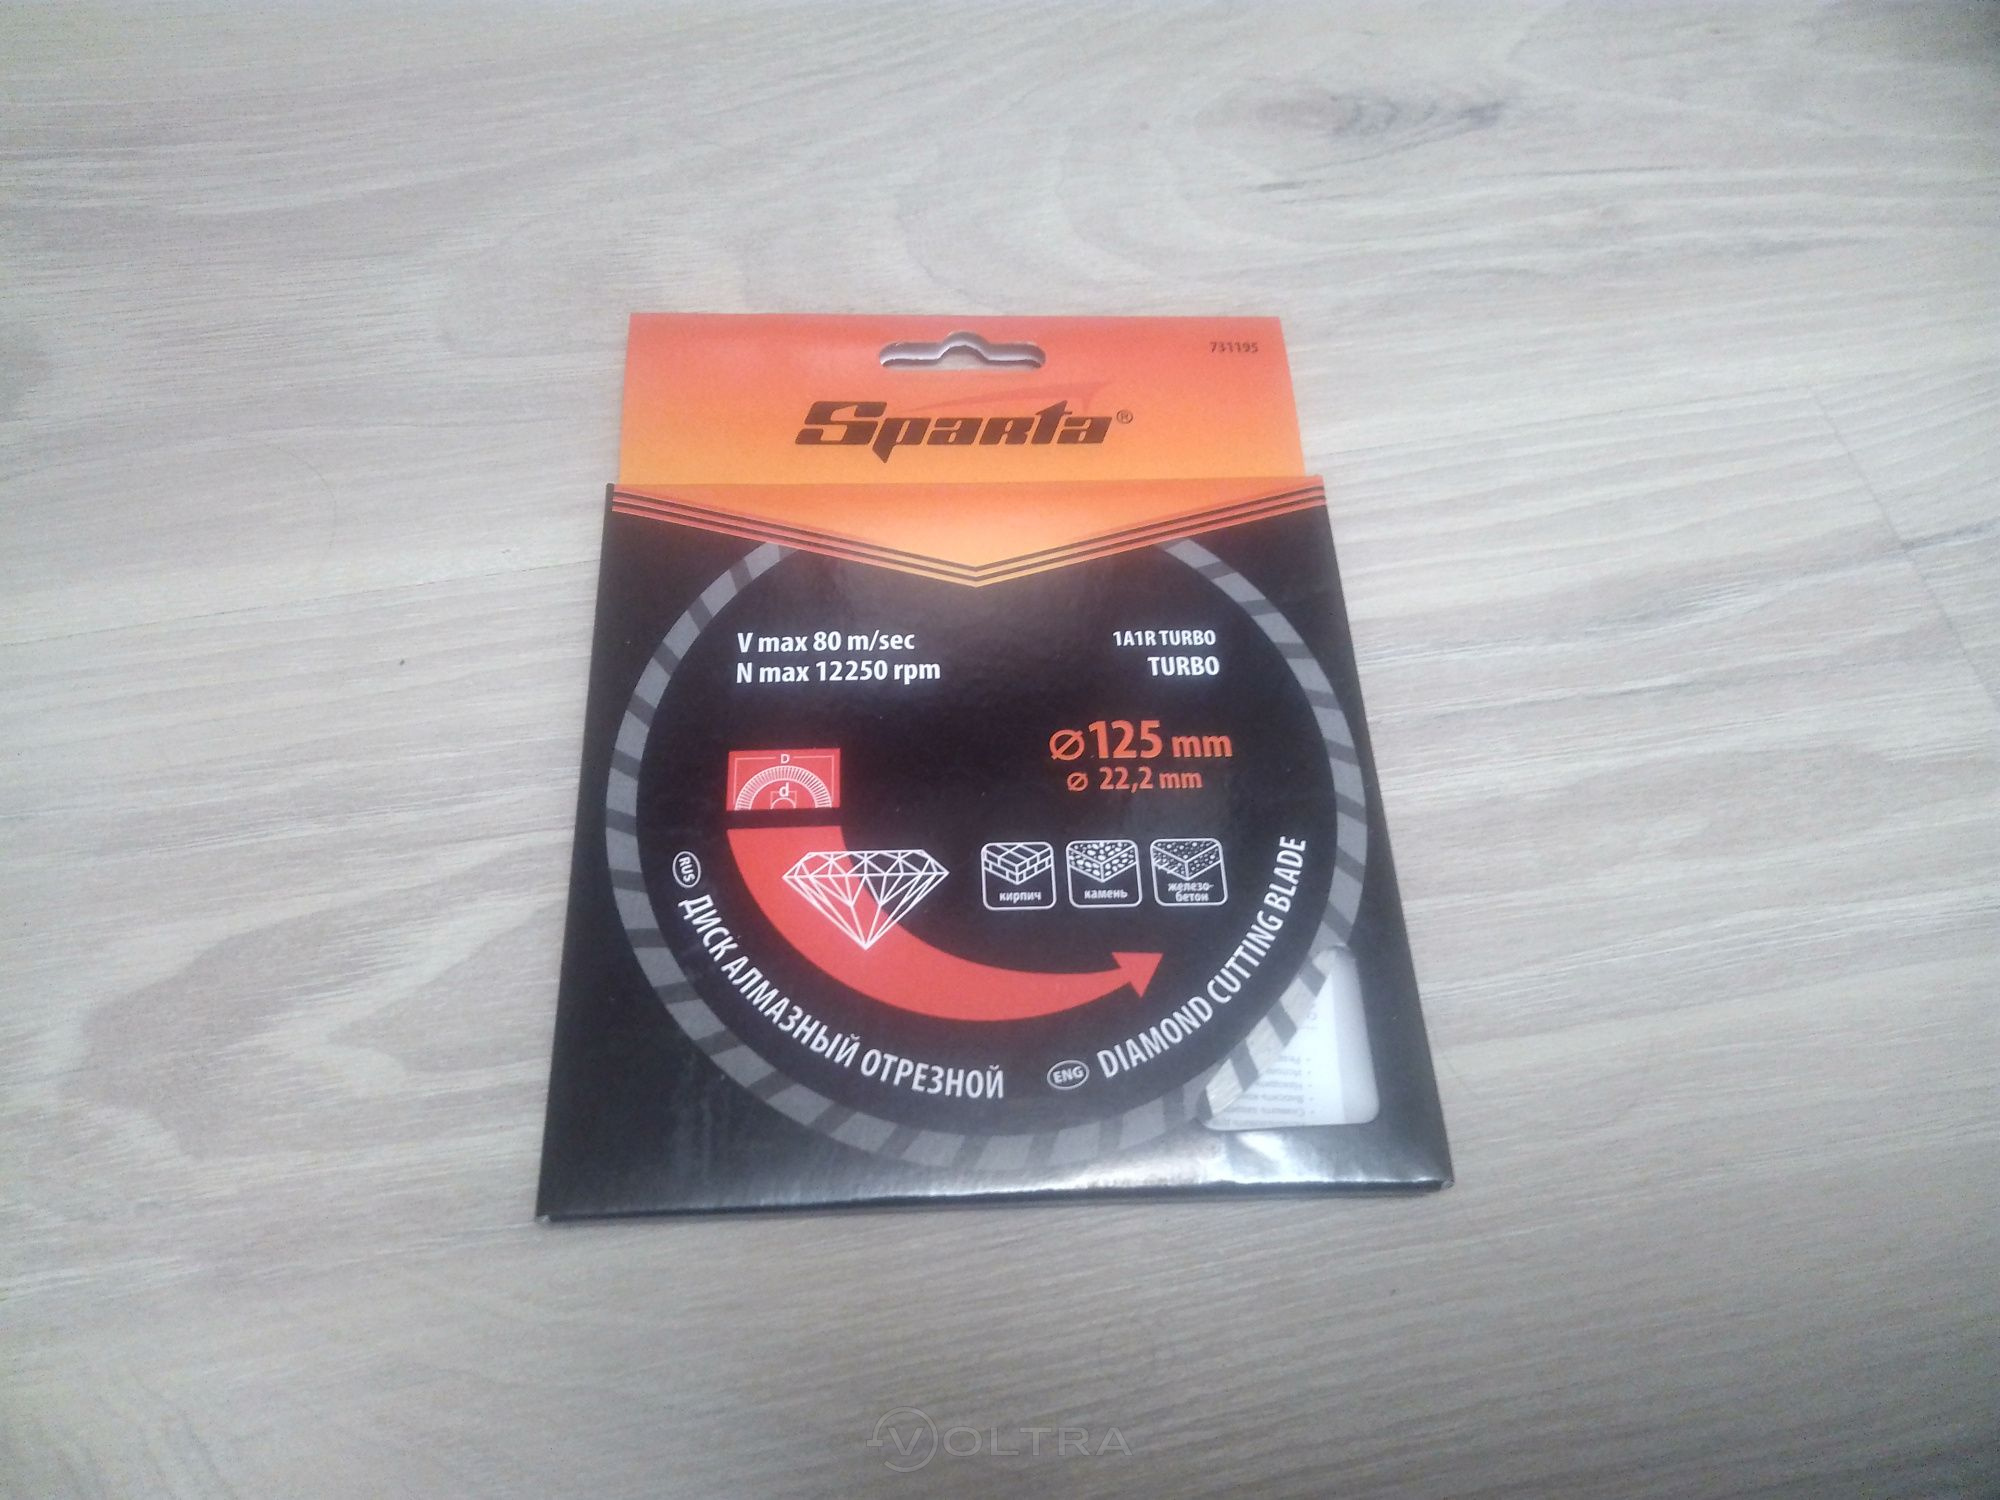 731195
Sparta®
V max 80 m/sec
N max 12250 rpm
1A1R TURBO
TURBO
⌀125 mm
⌀ 22,2 mm
D
d
кирпич
камень
железо-
бетон
RUS ДИСК АЛМАЗНЫЙ ОТРЕЗНОЙ
ENG DIAMOND CUTTING BLADE
VOLTRA